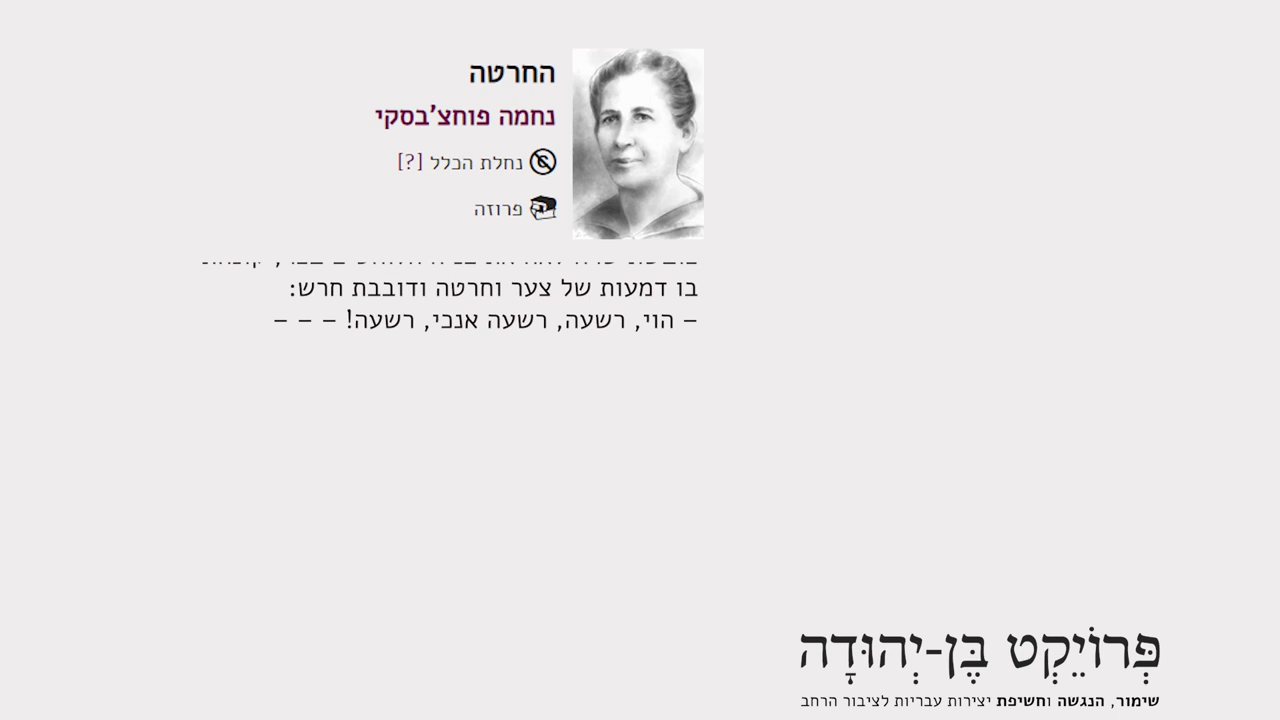 החרטה
נחמה פוחצ'בסקי
נחלת הכלל [?]
פרוזה
בו דמעות של צער וחרטה ודובבת חרש:
– הוי, רשעה, רשעה אנכי, רשעה! – – –
פְּרוֹיֵקְט בֶּן-יְהוּדָה
שימור, הנגשה וחשיפת יצירות עבריות לציבור הרחב